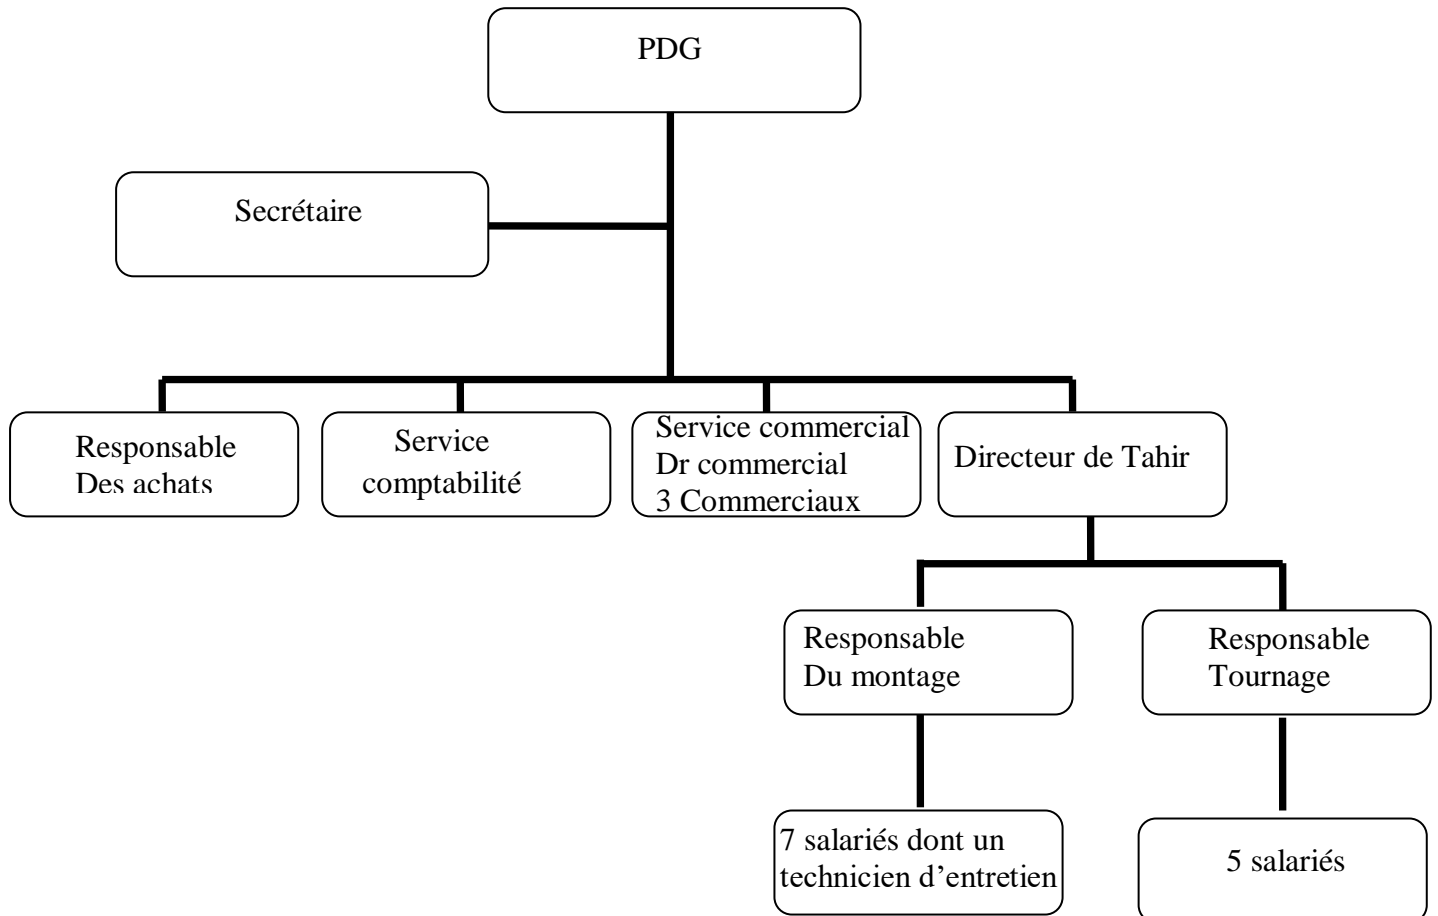 PDG
Secrétaire
Responsable
Des achats
Service
comptabilité
Service commercial
Dr commercial
3 Commerciaux
Directeur de Tahir
Responsable
Du montage
Responsable
Tournage
7 salariés dont un
technicien d’entretien
5 salariés